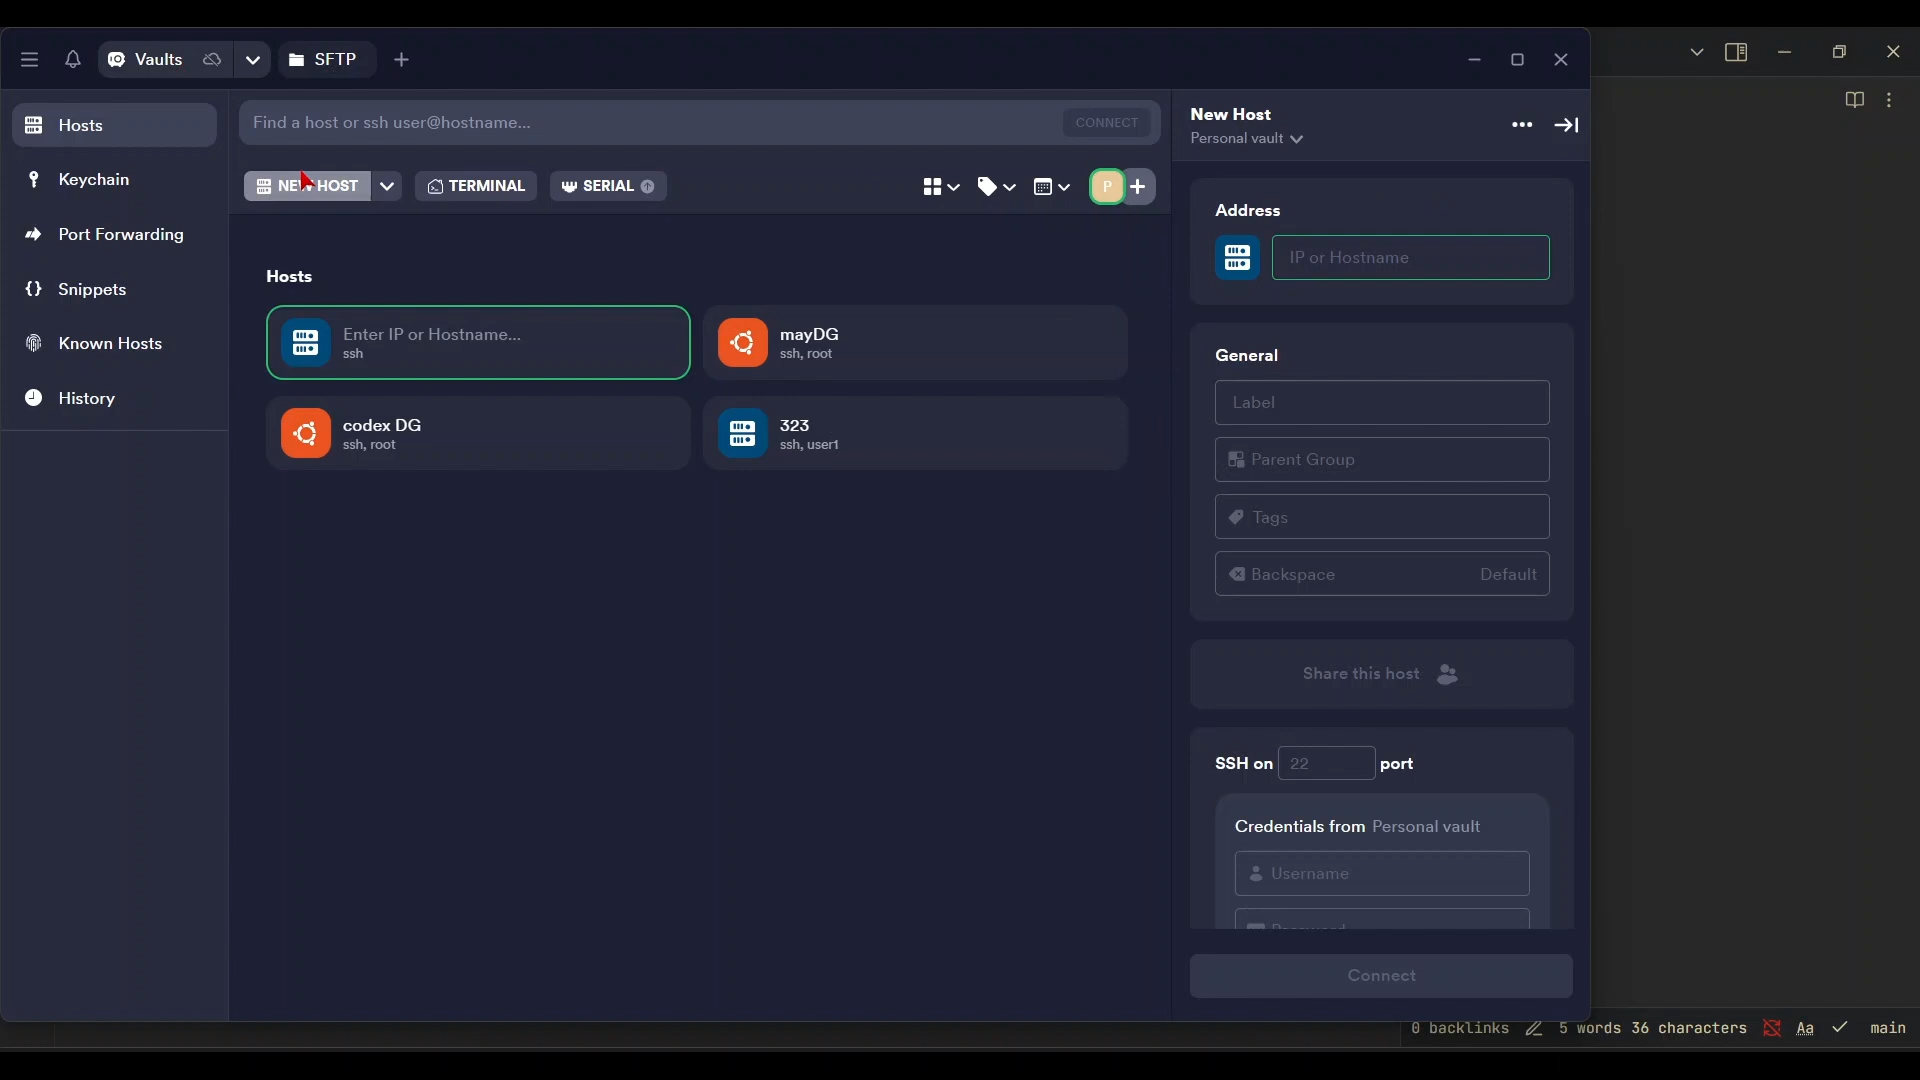 Vaults
SFTP
Hosts
Keychain
Port Forwarding
Snippets
Known Hosts
History
Find a host or ssh user@hostname...
CONNECT
NEW HOST
TERMINAL
SERIAL
P
Hosts
Enter IP or Hostname...
ssh
mayDG
ssh, root
codex DG
ssh, root
323
ssh, user1
New Host
Personal vault
Address
IP or Hostname
General
Label
Parent Group
Tags
Backspace Default
Share this host
SSH on 22 port
Credentials from Personal vault
Username
Connect
0 backlinks 5 words 36 characters Aa main